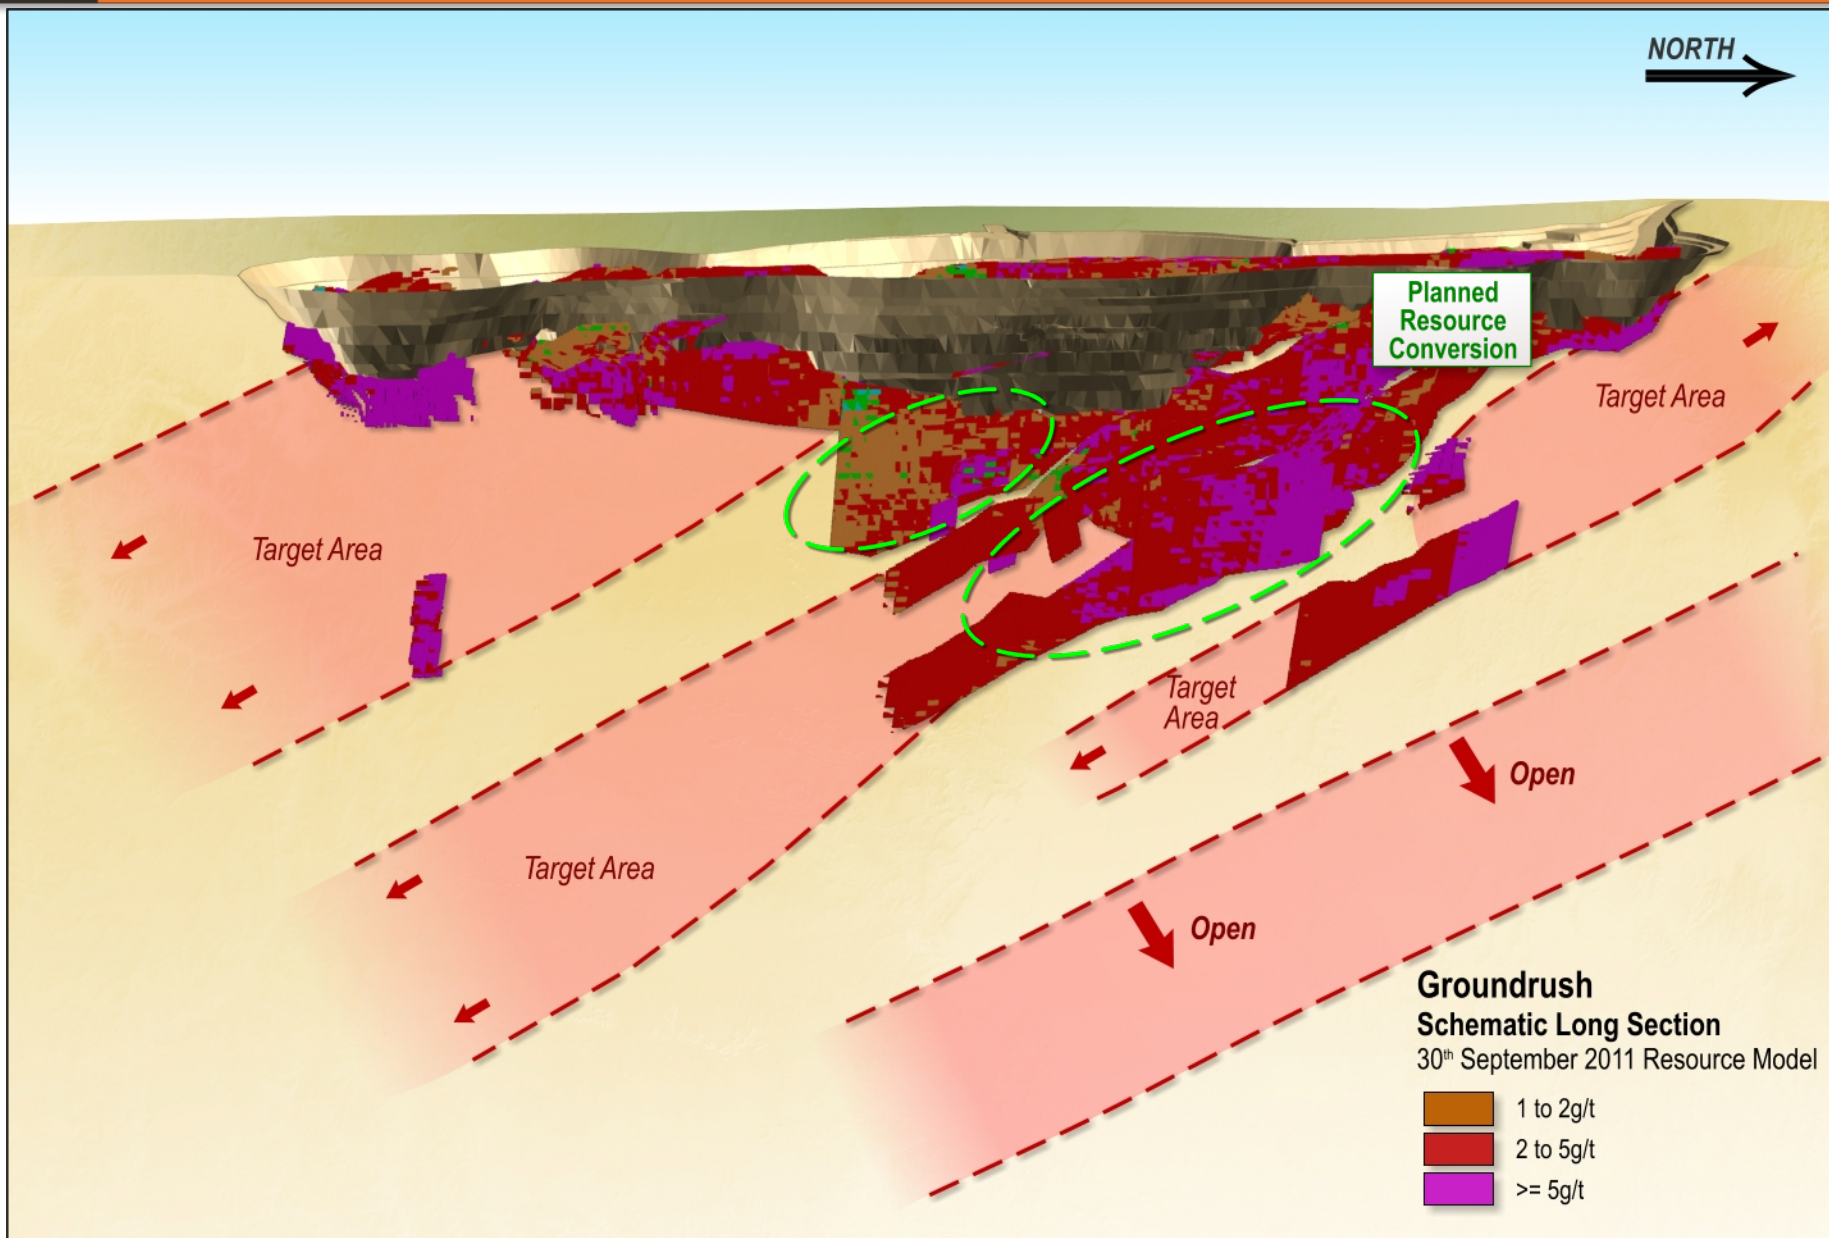 NORTH
Planned
Resource
Conversion
Target Area
Target Area
Target
Area
Open
Target Area
Open
Groundrush
Schematic Long Section
30th September 2011 Resource Model
1 to 2g/t
2 to 5g/t
>= 5g/t